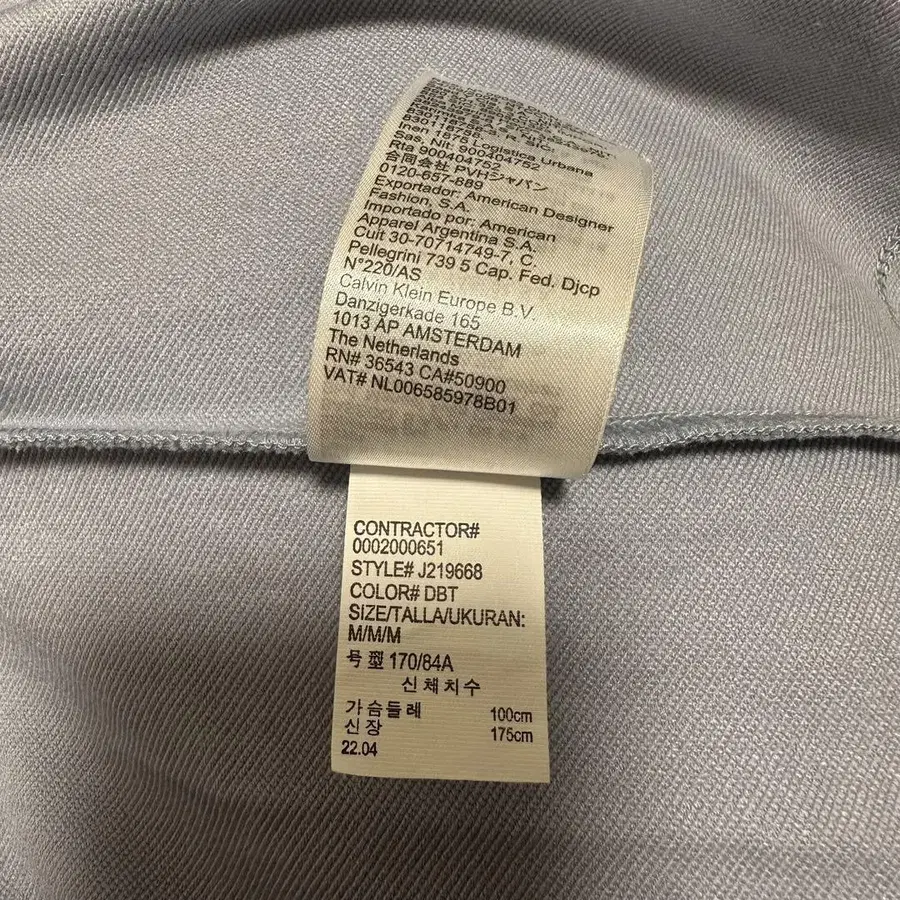 Inen 1876 Logistica Urbana
Sas, Nit: 900404752
Rta 900404752
合同会社 PVHジャパン
0120-657-889
Exportador: American Designer
Fashion, S.A.
Importado por: American
Apparel Argentina S.A.
Cuit 30-70714749-7, C.
Pellegrini 739 5 Cap. Fed. Djcp
N°220/AS
Calvin Klein Europe B.V.
Danzigerkade 165
1013 AP AMSTERDAM
The Netherlands
RN# 36543 CA#50900
VAT# NL006585978B01
CONTRACTOR#
0002000651
STYLE# J219668
COLOR# DBT
SIZE/TALLA/UKURAN:
M/M/M
号型 170/84A
신체치수
가슴들레 100cm
신장 175cm
22.04